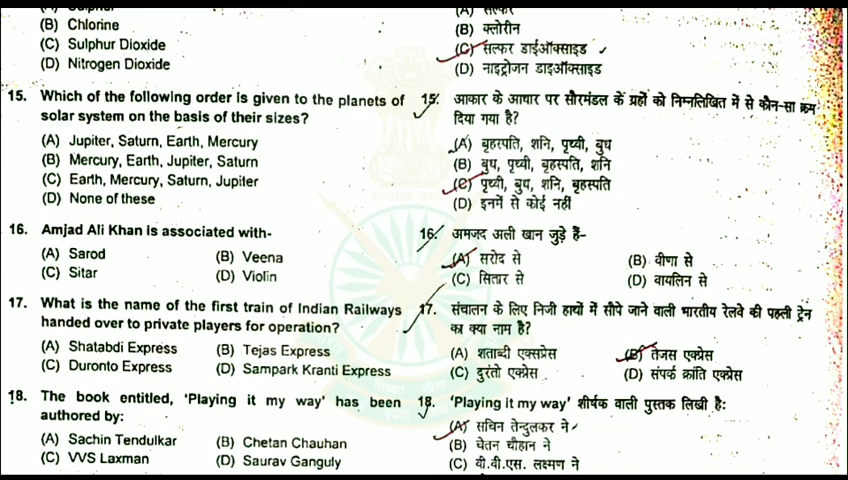 (B) Chlorine
(C) Sulphur Dioxide
(D) Nitrogen Dioxide
15. Which of the following order is given to the planets of
solar system on the basis of their sizes?
(A) Jupiter, Saturn, Earth, Mercury
(B) Mercury, Earth, Jupiter, Saturn
(C) Earth, Mercury, Saturn, Jupiter
(D) None of these
16. Amjad Ali Khan is associated with-
(A) Sarod (B) Veena
(C) Sitar (D) Violin
17. What is the name of the first train of Indian Railways
handed over to private players for operation?
(A) Shatabdi Express (B) Tejas Express
(C) Duronto Express (D) Sampark Kranti Express
18. The book entitled, 'Playing it my way' has been
authored by:
(A) Sachin Tendulkar (B) Chetan Chauhan
(C) VVS Laxman (D) Saurav Ganguly
(A) सल्फर
(B) क्लोरीन
(C) सल्फर डाईऑक्साइड
(D) नाइट्रोजन डाइऑक्साइड
15. आकार के आधार पर सौरमंडल के ग्रहों को निम्नलिखित में से कौन-सा क्रम
दिया गया है?
(A) बृहस्पति, शनि, पृथ्वी, बुध
(B) बुध, पृथ्वी, बृहस्पति, शनि
(C) पृथ्वी, बुध, शनि, बृहस्पति
(D) इनमें से कोई नहीं
16. अमजद अली खान जुड़े हैं-
(A) सरोद से (B) वीणा से
(C) सितार से (D) वायलिन से
17. संचालन के लिए निजी हाथों में सौंपे जाने वाली भारतीय रेलवे की पहली ट्रेन
का क्या नाम है?
(A) शताब्दी एक्सप्रेस (B) तेजस एक्प्रेस
(C) दुरंतो एक्प्रेस (D) संपर्क क्रांति एक्प्रेस
18. 'Playing it my way' शीर्षक वाली पुस्तक लिखी है:
(A) सचिन तेन्दुलकर ने
(B) चेतन चौहान ने
(C) वी.वी.एस. लक्ष्मण ने